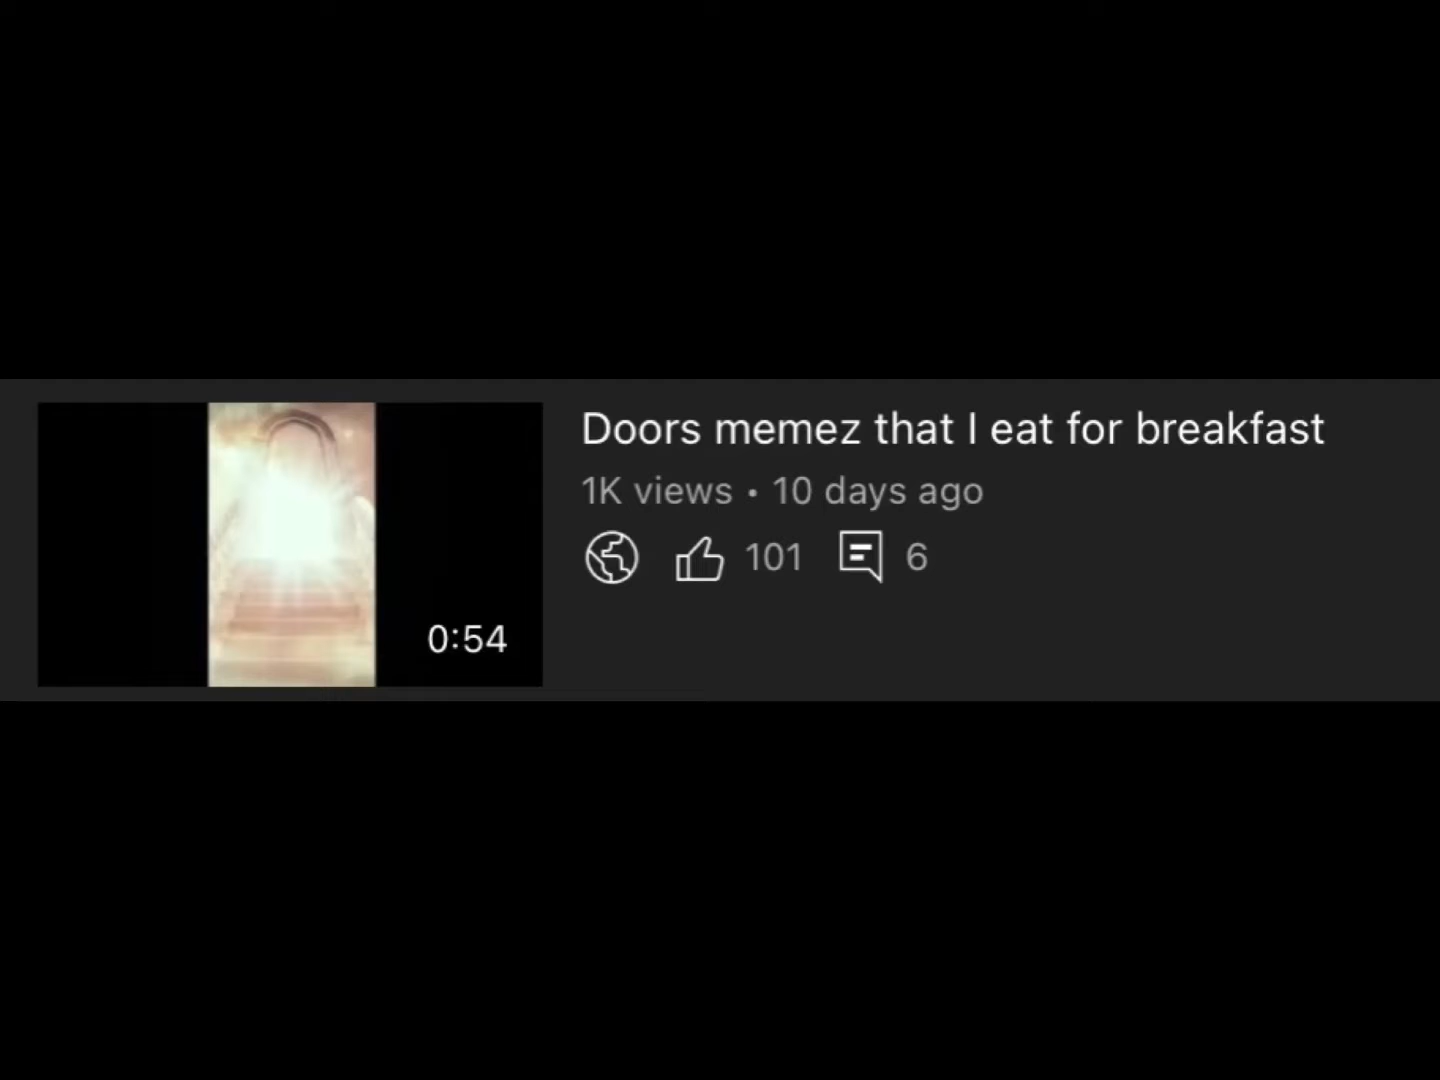 Doors memez that I eat for breakfast
1K views • 10 days ago
101 6
0:54